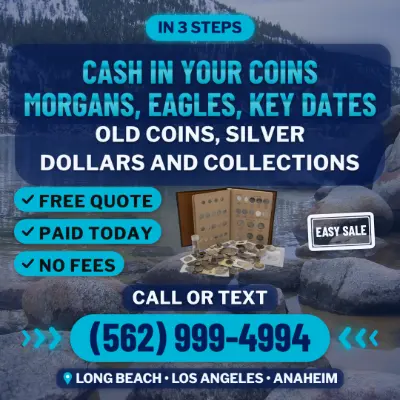 IN 3 STEPS
CASH IN YOUR COINS
MORGANS, EAGLES, KEY DATES
OLD COINS, SILVER
DOLLARS AND COLLECTIONS
FREE QUOTE
PAID TODAY
NO FEES
EASY SALE
CALL OR TEXT
(562) 999-4994
LONG BEACH • LOS ANGELES • ANAHEIM